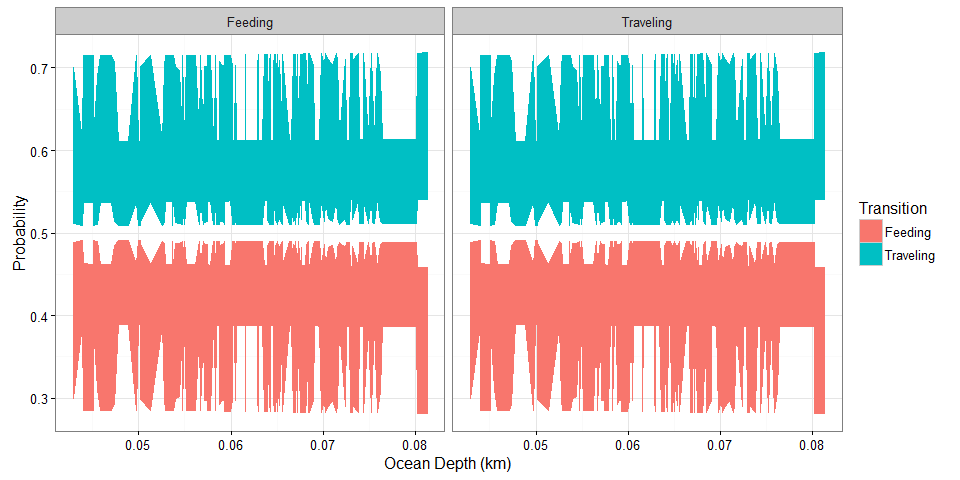 Feeding Traveling
Probability
0.7
0.6
0.5
0.4
0.3
0.05 0.06 0.07 0.08 0.05 0.06 0.07 0.08
Ocean Depth (km)
Transition
Feeding
Traveling